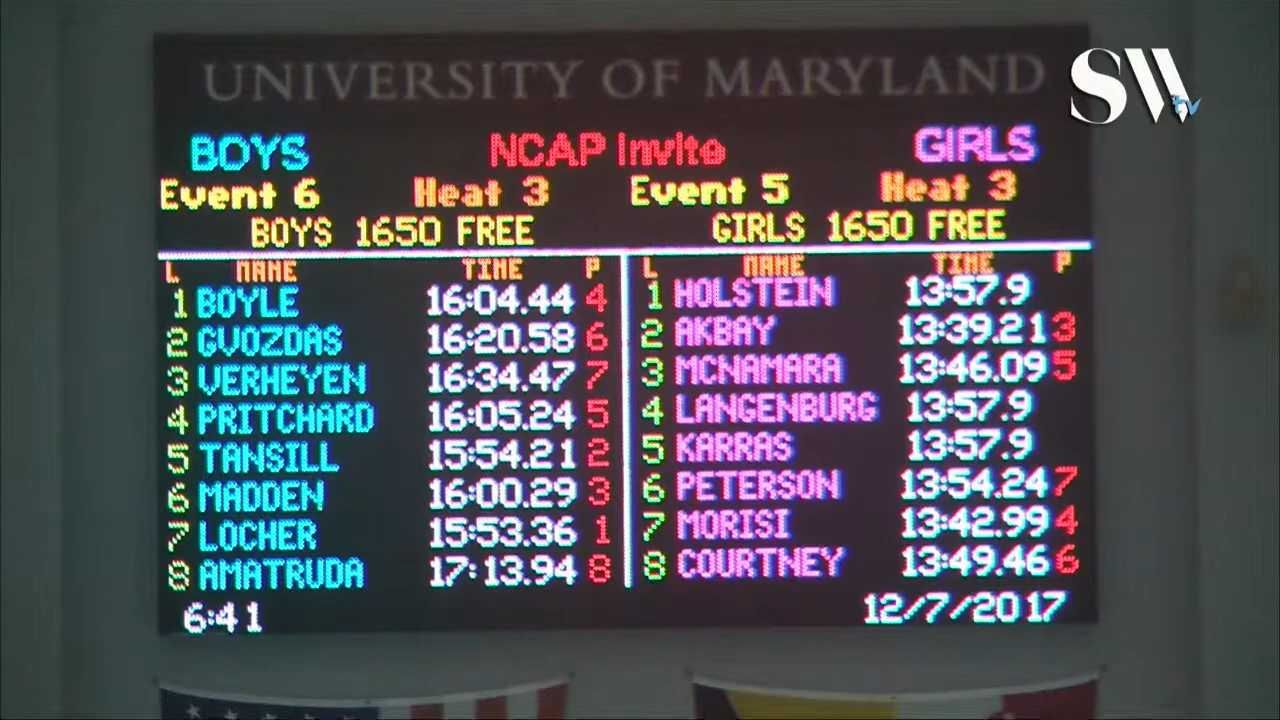 UNIVERSITY OF MARYLAND
SW
tv
BOYS NCAP Invite GIRLS
Event 6 Heat 3 Event 5 Heat 3
BOYS 1650 FREE GIRLS 1650 FREE
L NAME TIME P L NAME TIME P
1 BOYLE 16:04.44 4 1 HOLSTEIN 13:57.9
2 GVOZDAS 16:20.58 6 2 AKBAY 13:39.21 3
3 VERHEYEN 16:34.47 7 3 MCNAMARA 13:46.09 5
4 PRITCHARD 16:05.24 5 4 LANGENBURG 13:57.9
5 TANSILL 15:54.21 2 5 KARRAS 13:57.9
6 MADDEN 16:00.29 3 6 PETERSON 13:54.24 7
7 LOCHER 15:53.36 1 7 MORISI 13:42.99 4
8 AMATRUDA 17:13.94 8 8 COURTNEY 13:49.46 6
6:41 12/7/2017